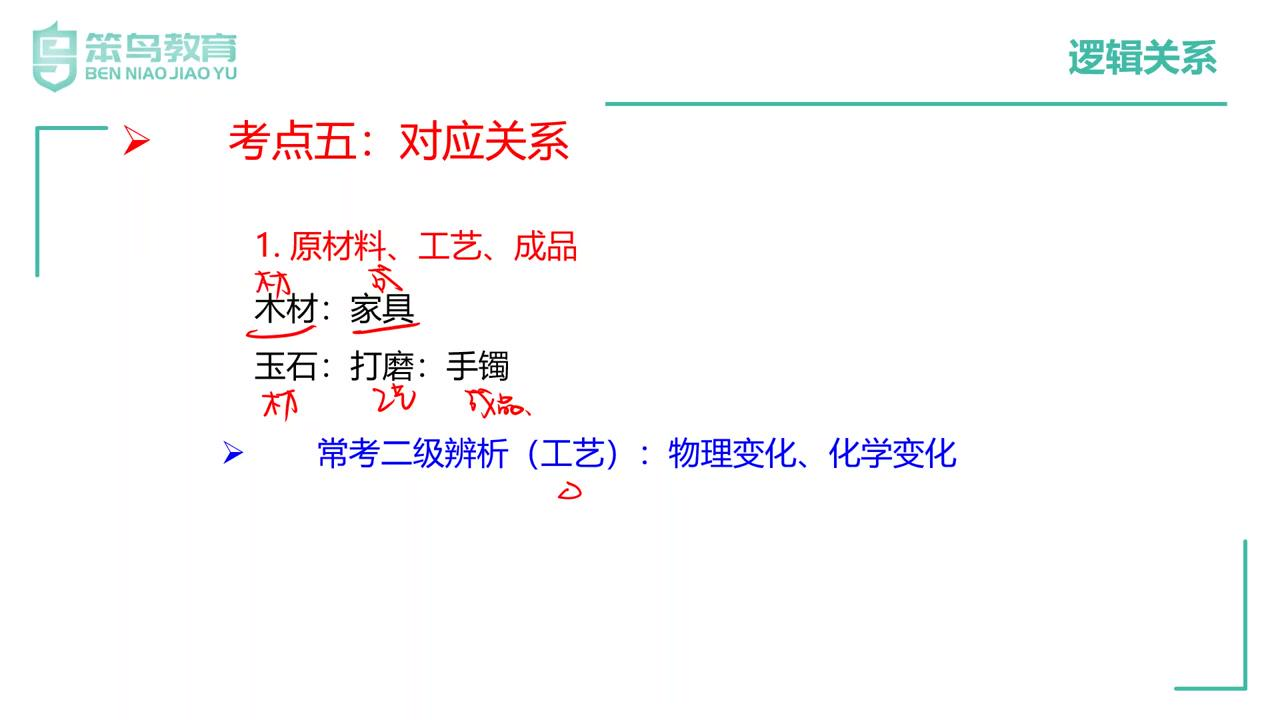 笨鸟教育
BEN NIAO JIAO YU
逻辑关系
考点五：对应关系
1. 原材料、工艺、成品
材 成
木材：家具
玉石：打磨：手镯
材 工艺 成品、
常考二级辨析（工艺）：物理变化、化学变化